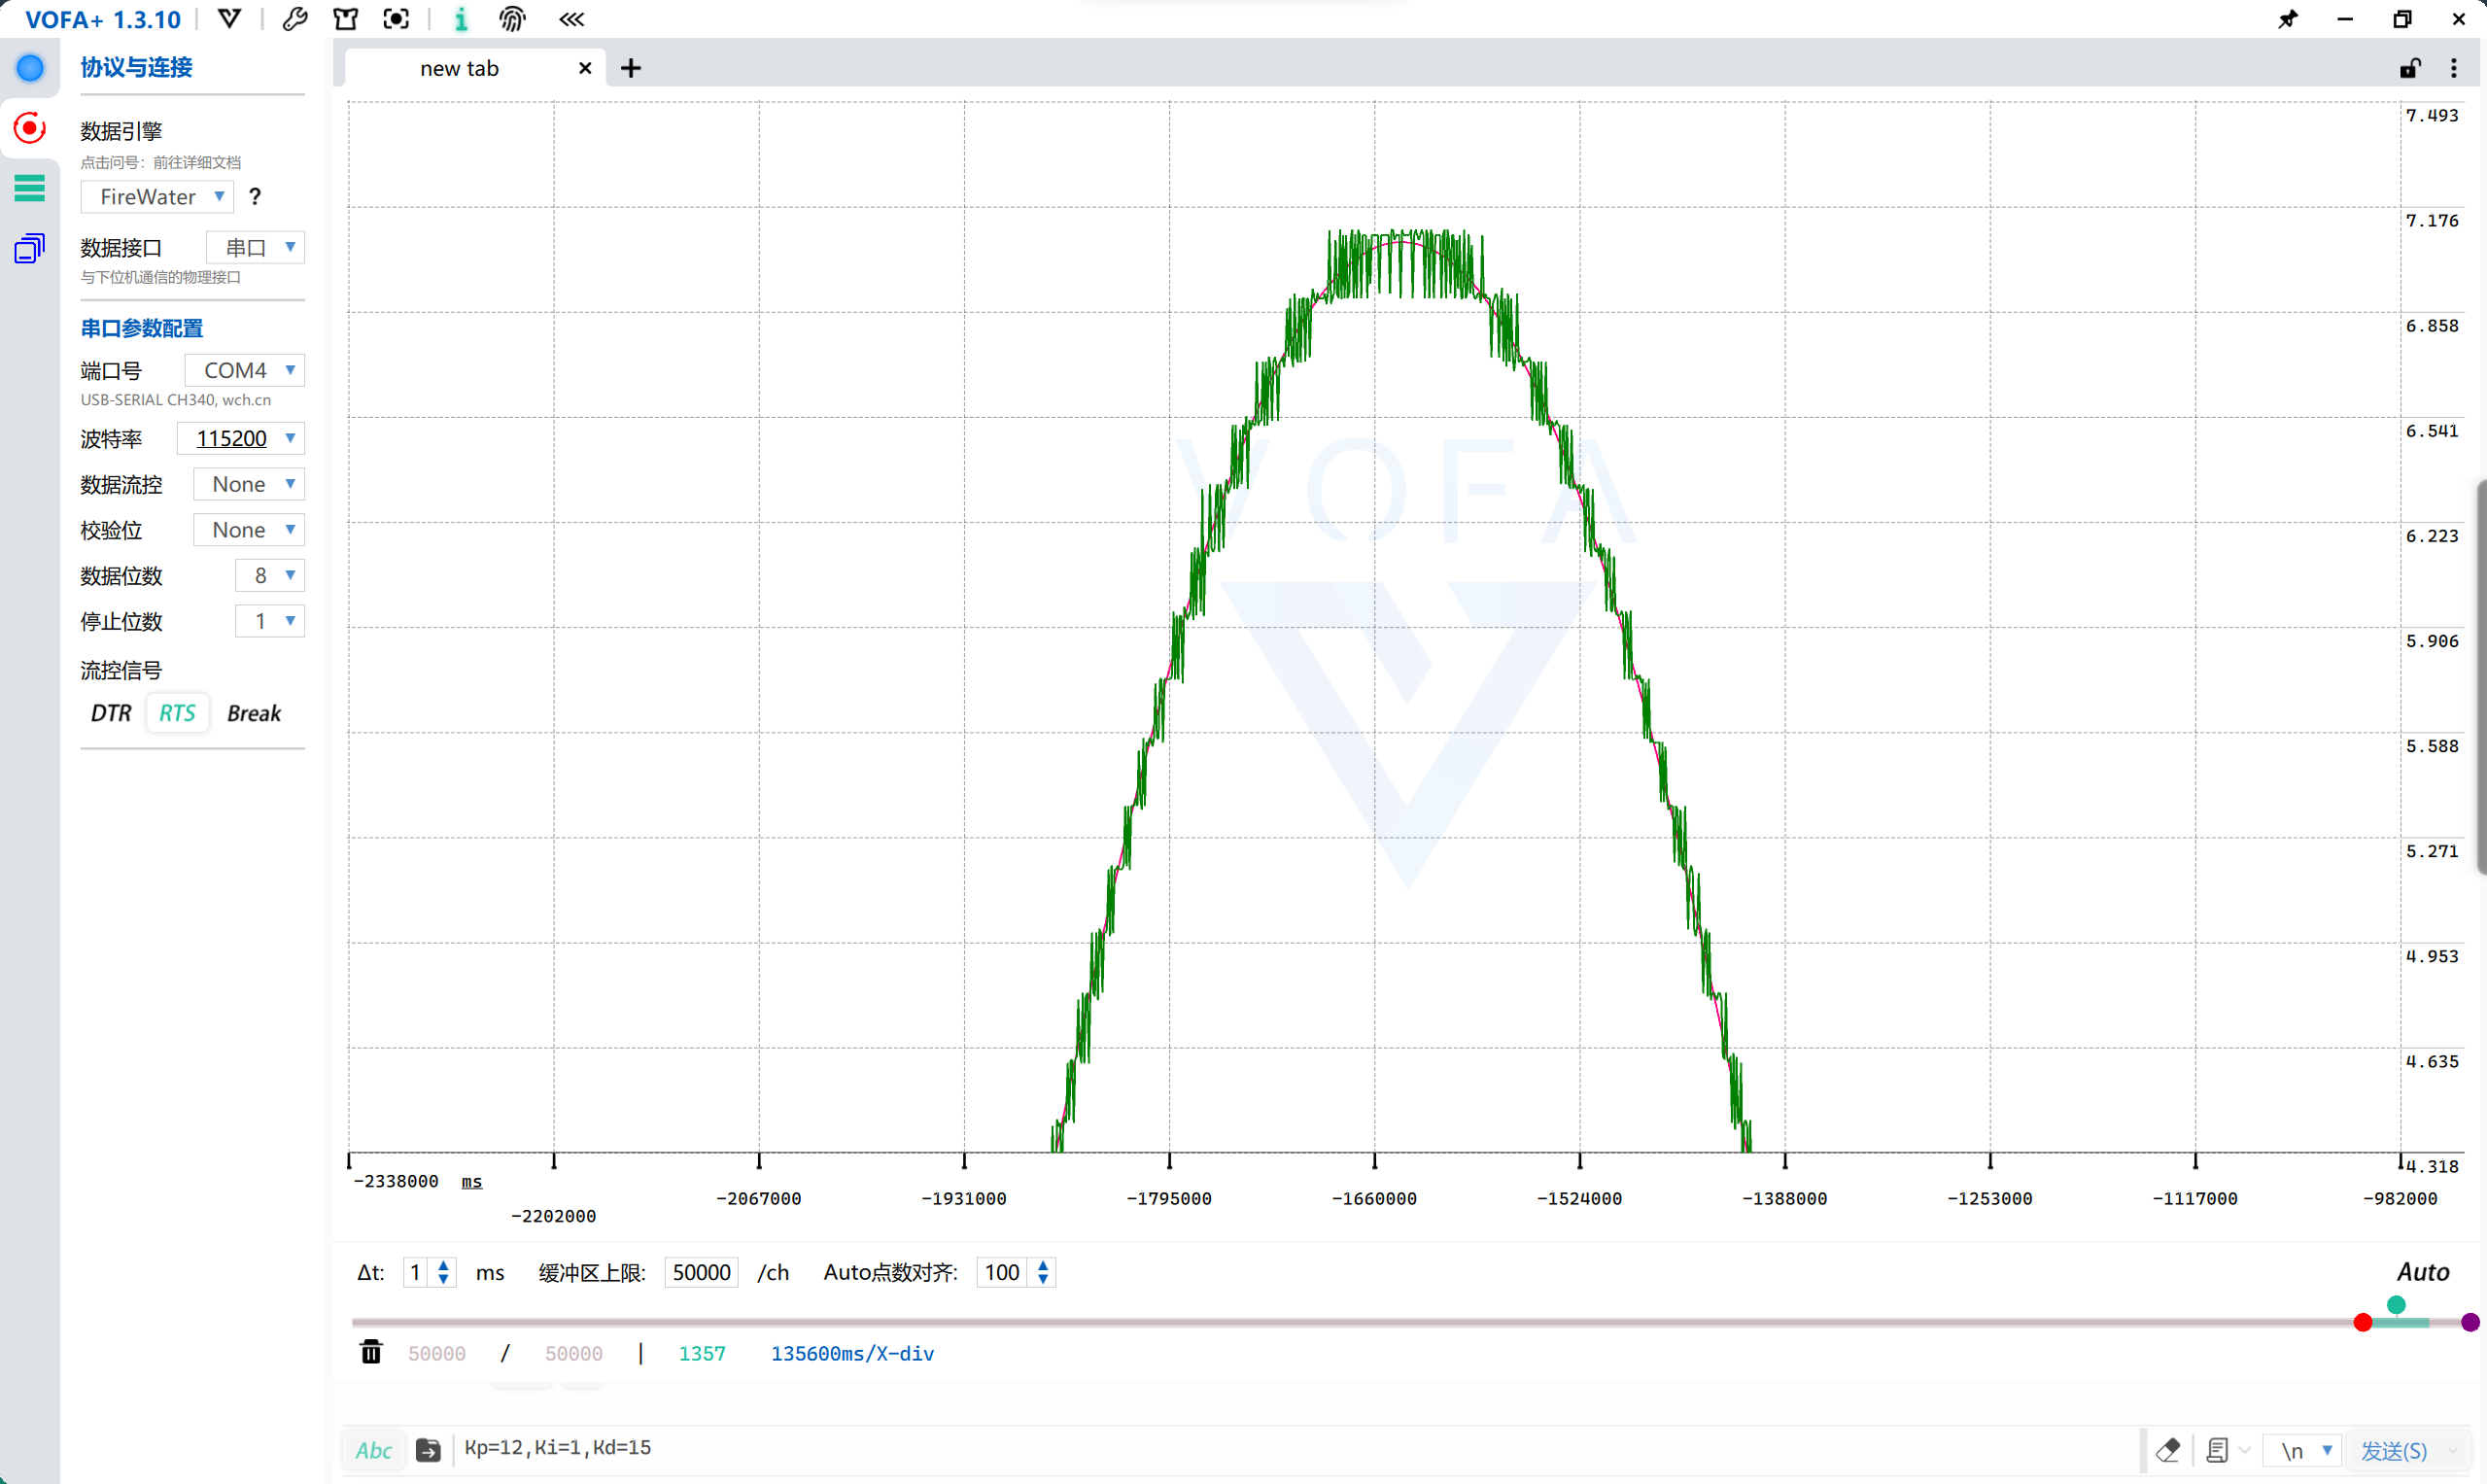 VOFA+ 1.3.10
协议与连接
new tab
数据引擎
点击问号：前往详细文档
FireWater ?
数据接口 串口
与下位机通信的物理接口
串口参数配置
端口号 COM4
USB-SERIAL CH340, wch.cn
波特率 115200
数据流控 None
校验位 None
数据位数 8
停止位数 1
流控信号
DTR RTS Break
7.493
7.176
6.858
6.541
6.223
5.906
5.588
5.271
4.953
4.635
4.318
VOFA
-2338000 ms
-2202000
-2067000
-1931000
-1795000
-1660000
-1524000
-1388000
-1253000
-1117000
-982000
Δt: 1 ms 缓冲区上限: 50000 /ch Auto点数对齐: 100 Auto
50000 / 50000 | 1357 135600ms/X-div
Abc Kp=12,Ki=1,Kd=15 \n 发送(S)